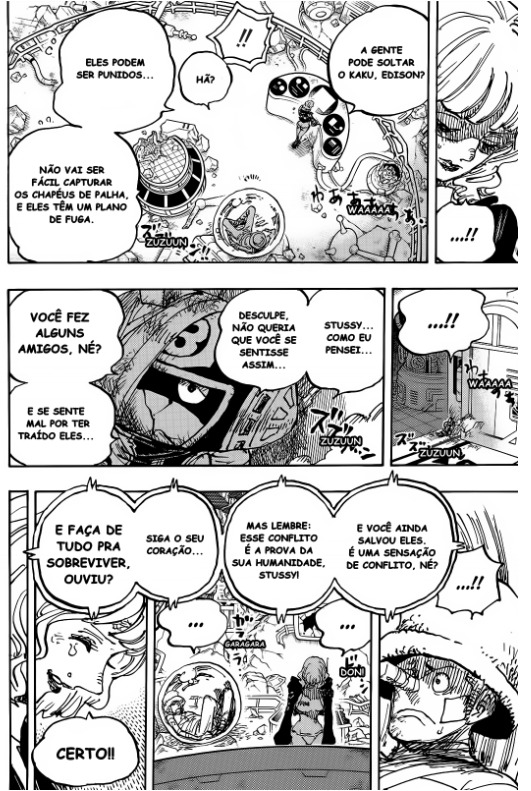 A GENTE
PODE SOLTAR
O KAKU, EDISON?
!!
HÃ?
ELES PODEM
SER PUNIDOS...
NÃO VAI SER
FÁCIL CAPTURAR
OS CHAPÉUS DE PALHA,
E ELES TÊM UM PLANO
DE FUGA.
ZUZUUN
WAAAAA
...!!
...!!
WAAAAA
ZUZUUN
STUSSY...
COMO EU
PENSEI...
DESCULPE,
NÃO QUERIA
QUE VOCÊ SE
SENTISSE
ASSIM...
ZUZUUN
VOCÊ FEZ
ALGUNS
AMIGOS, NÉ?
E SE SENTE
MAL POR TER
TRAÍDO ELES...
E VOCÊ AINDA
SALVOU ELES.
É UMA SENSAÇÃO
DE CONFLITO, NÉ?
...!!
MAS LEMBRE:
ESSE CONFLITO
É A PROVA DA
SUA HUMANIDADE,
STUSSY!
...
DON!
SIGA O SEU
CORAÇÃO...
...
GARAGARA
E FAÇA DE
TUDO PRA
SOBREVIVER,
OUVIU?
CERTO!!